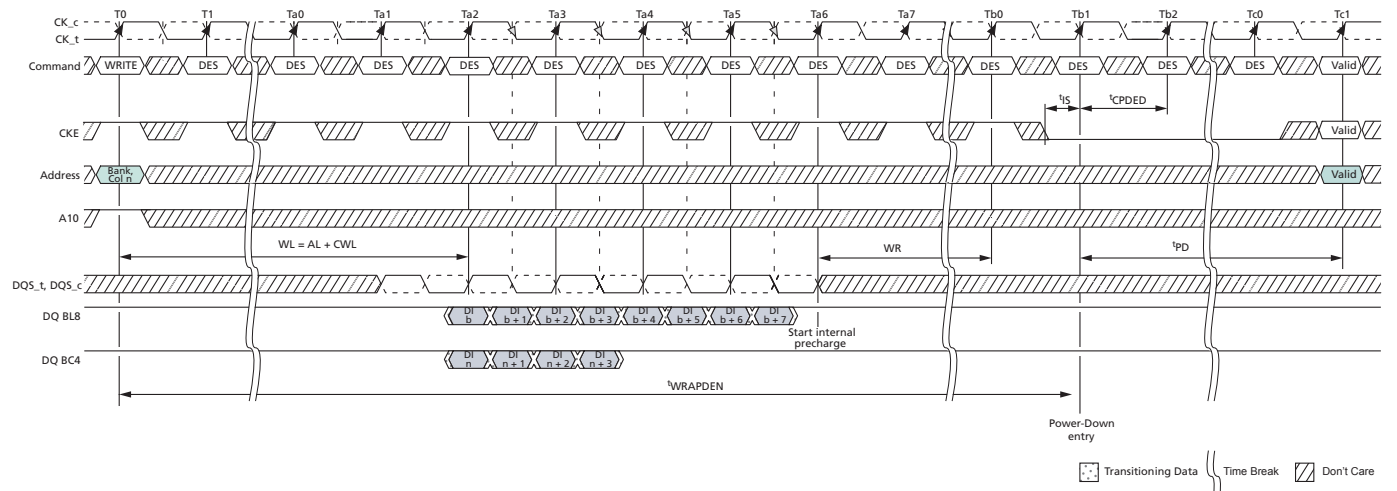 T0 T1 Ta0 Ta1 Ta2 Ta3 Ta4 Ta5 Ta6 Ta7 Tb0 Tb1 Tb2 Tc0 Tc1
CK_c
CK_t
Command WRITE DES DES DES DES DES DES DES DES DES DES DES DES DES Valid
tIS tCPDED
CKE Valid
Address Bank, Col n Valid
A10
WL = AL + CWL WR tPD
DQS_t, DQS_c
DQ BL8 DI b DI b + 1 DI b + 2 DI b + 3 DI b + 4 DI b + 5 DI b + 6 DI b + 7
Start internal
precharge
DQ BC4 DI n DI n + 1 DI n + 2 DI n + 3
tWRAPDEN
Power-Down
entry
Transitioning Data Time Break Don't Care